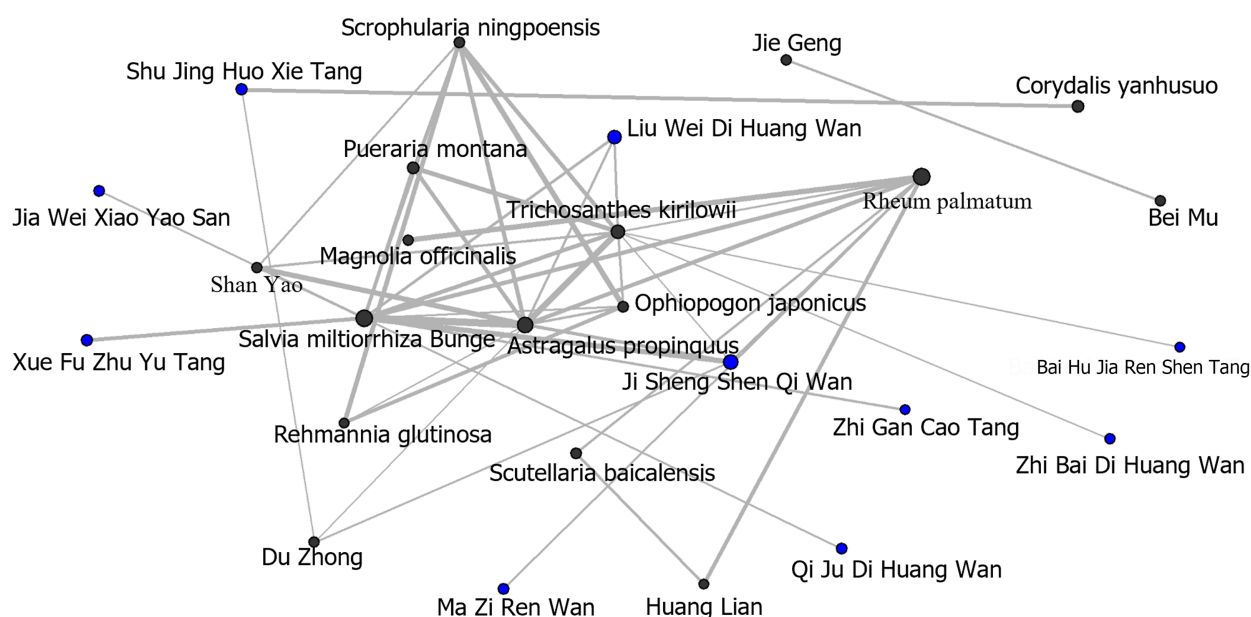 Scrophularia ningpoensis
Jie Geng
Shu Jing Huo Xie Tang
Corydalis yanhusuo
Liu Wei Di Huang Wan
Pueraria montana
Rheum palmatum
Trichosanthes kirilowii
Jia Wei Xiao Yao San
Bei Mu
Magnolia officinalis
Shan Yao
Ophiopogon japonicus
Salvia miltiorrhiza Bunge
Astragalus propinquus
Xue Fu Zhu Yu Tang
Bai Hu Jia Ren Shen Tang
Ji Sheng Shen Qi Wan
Zhi Gan Cao Tang
Rehmannia glutinosa
Zhi Bai Di Huang Wan
Scutellaria baicalensis
Du Zhong
Qi Ju Di Huang Wan
Ma Zi Ren Wan
Huang Lian